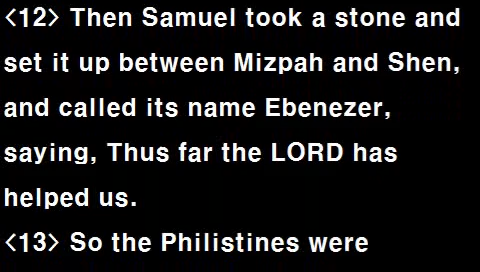 <12> Then Samuel took a stone and
set it up between Mizpah and Shen,
and called its name Ebenezer,
saying, Thus far the LORD has
helped us.
<13> So the Philistines were